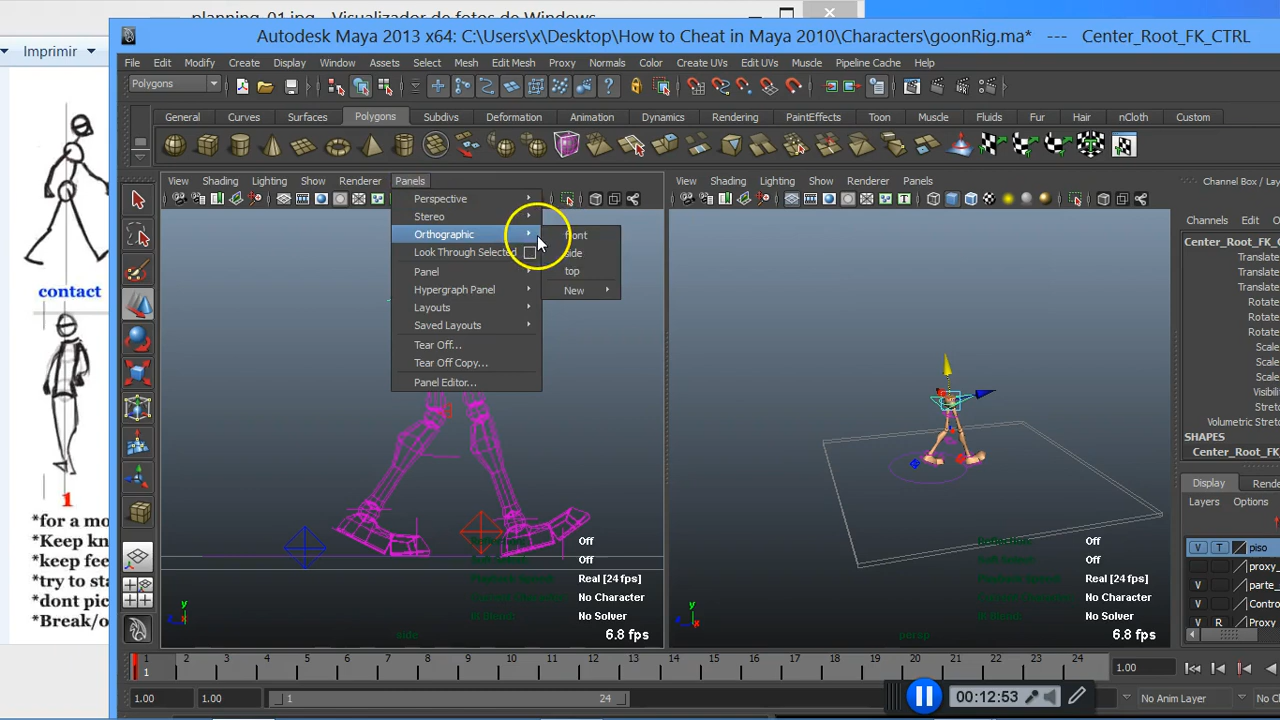 planning_01.jpg - Visualizador de fotos de Windows
Imprimir
contact
1
*for a mo
*Keep kn
*keep fee
*try to sta
*dont pic
*Break/o
Autodesk Maya 2013 x64: C:\Users\x\Desktop\How to Cheat in Maya 2010\Characters\goonRig.ma* --- Center_Root_FK_CTRL
File Edit Modify Create Display Window Assets Select Mesh Edit Mesh Proxy Normals Color Create UVs Edit UVs Muscle Pipeline Cache Help
Polygons
General Curves Surfaces Polygons Subdivs Deformation Animation Dynamics Rendering PaintEffects Toon Muscle Fluids Fur Hair nCloth Custom
View Shading Lighting Show Renderer Panels
Perspective
Stereo
Orthographic
Look Through Selected
Panel
Hypergraph Panel
Layouts
Saved Layouts
Tear Off...
Tear Off Copy...
Panel Editor...
front
side
top
New
Off
Off
Real [24 fps]
No Character
No Solver
6.8 fps
side
y
z x
View Shading Lighting Show Renderer Panels
Off
Off
Real [24 fps]
No Character
No Solver
6.8 fps
persp
y
z x
Channel Box / Lay
Channels Edit
Center_Root_FK_CT
Translate
Translate
Translate
Rotate
Rotate
Rotate
Scale
Scale
Scale
Visibili
Stretc
Volumetric Stretc
SHAPES
Center_Root_FK_CT
Display Rende
Layers Options
V T piso
proxy_
V parte_
V Contro
V R Proxy
1 2 3 4 5 6 7 8 9 10 11 12 13 14 15 16 17 18 19 20 21 22 23 24
1
1.00
1.00 1.00 1 24
00:12:53
No Anim Layer
No C